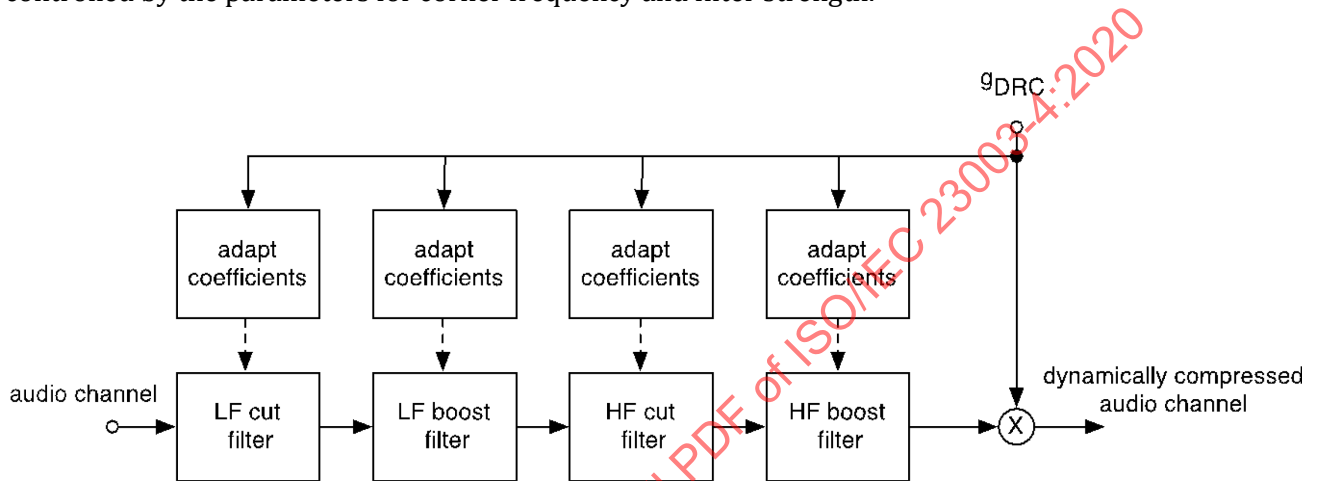 controlled by the parameters for corner frequency and filter strength.
gDRC
adapt
coefficients
adapt
coefficients
adapt
coefficients
adapt
coefficients
audio channel
LF cut
filter
LF boost
filter
HF cut
filter
HF boost
filter
X
dynamically compressed
audio channel
PDF of ISO/IEC 23003-4:2020